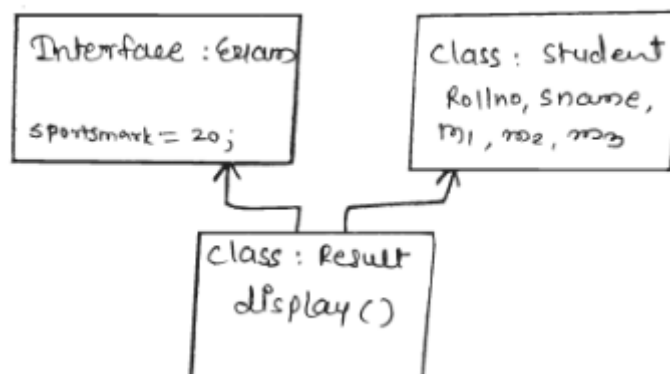 Interface : Exam
sportsmark = 20;
Class : Student
Rollno, Sname,
m1, m2, m3
Class : Result
display()